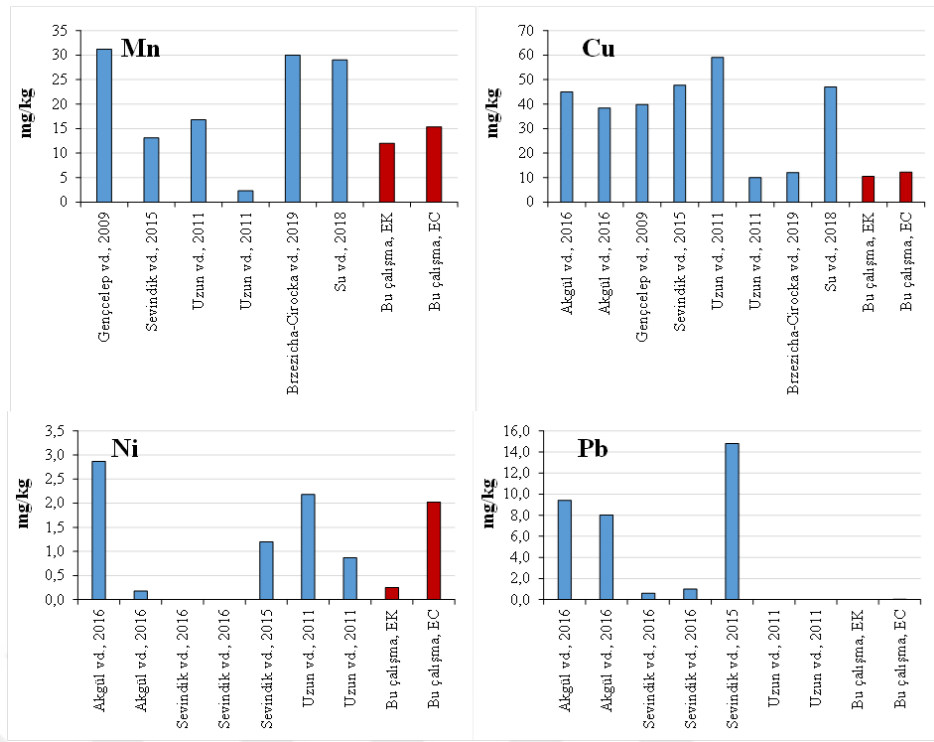 Mn
mg/kg
35
30
25
20
15
10
5
0
Gençcelep vd., 2009
Sevindik vd., 2015
Uzun vd., 2011
Uzun vd., 2011
Brzezicha-Cirocka vd., 2019
Su vd., 2018
Bu çalışma, EK
Bu çalışma, EC
Cu
mg/kg
70
60
50
40
30
20
10
0
Akgül vd., 2016
Akgül vd., 2016
Gençcelep vd., 2009
Sevindik vd., 2015
Uzun vd., 2011
Uzun vd., 2011
Brzezicha-Cirocka vd., 2019
Su vd., 2018
Bu çalışma, EK
Bu çalışma, EC
Ni
mg/kg
3,5
3,0
2,5
2,0
1,5
1,0
0,5
0,0
Akgül vd., 2016
Akgül vd., 2016
Sevindik vd., 2016
Sevindik vd., 2016
Sevindik vd., 2015
Uzun vd., 2011
Uzun vd., 2011
Bu çalışma, EK
Bu çalışma, EC
Pb
mg/kg
16,0
14,0
12,0
10,0
8,0
6,0
4,0
2,0
0,0
Akgül vd., 2016
Akgül vd., 2016
Sevindik vd., 2016
Sevindik vd., 2016
Sevindik vd., 2015
Uzun vd., 2011
Uzun vd., 2011
Bu çalışma, EK
Bu çalışma, EC